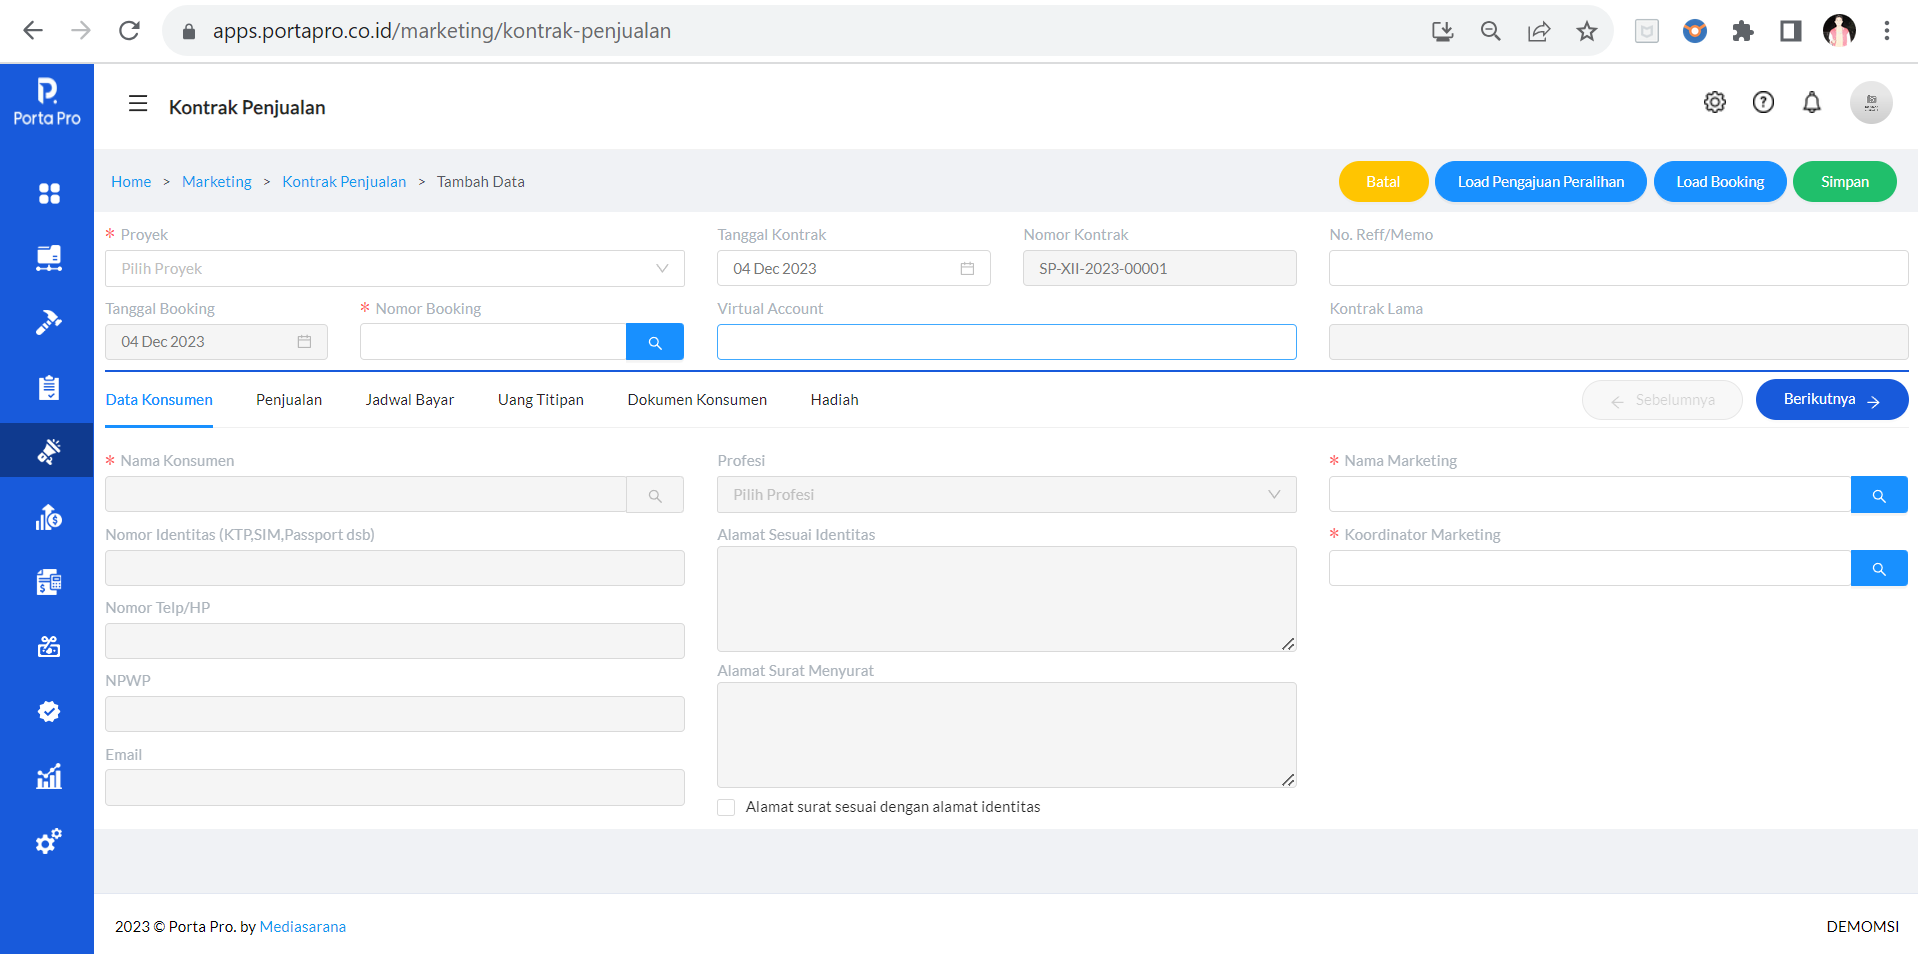 apps.portapro.co.id/marketing/kontrak-penjualan
P.
Porta Pro
Kontrak Penjualan
Home > Marketing > Kontrak Penjualan > Tambah Data
Batal
Load Pengajuan Peralihan
Load Booking
Simpan
* Proyek
Tanggal Kontrak
Nomor Kontrak
No. Reff/Memo
Pilih Proyek
04 Dec 2023
SP-XII-2023-00001
Tanggal Booking
* Nomor Booking
Virtual Account
Kontrak Lama
04 Dec 2023
Data Konsumen
Penjualan
Jadwal Bayar
Uang Titipan
Dokumen Konsumen
Hadiah
Sebelumnya
Berikutnya
* Nama Konsumen
Profesi
* Nama Marketing
Pilih Profesi
Nomor Identitas (KTP,SIM,Passport dsb)
Alamat Sesuai Identitas
* Koordinator Marketing
Nomor Telp/HP
NPWP
Alamat Surat Menyurat
Email
Alamat surat sesuai dengan alamat identitas
2023 © Porta Pro. by Mediasarana
DEMOMSI